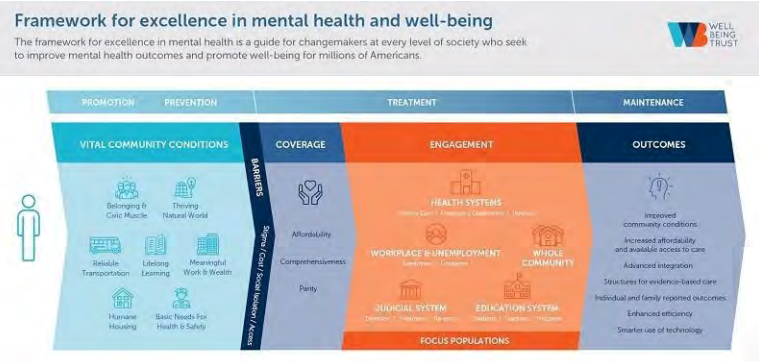 Framework for excellence in mental health and well-being
The framework for excellence in mental health is a guide for changemakers at every level of society who seek
to improve mental health outcomes and promote well-being for millions of Americans.
WELL
BEING
TRUST
PROMOTION
PREVENTION
TREATMENT
MAINTENANCE
VITAL COMMUNITY CONDITIONS
Belonging &
Civic Muscle
Thriving
Natural World
Reliable
Transportation
Lifelong
Learning
Meaningful
Work & Wealth
Humane
Housing
Basic Needs For
Health & Safety
BARRIERS
Stigma / Cost / Social Isolation / Access
COVERAGE
Affordability
Comprehensiveness
Parity
ENGAGEMENT
HEALTH SYSTEMS
WORKPLACE & UNEMPLOYMENT
WHOLE
COMMUNITY
JUDICIAL SYSTEM
EDUCATION SYSTEM
FOCUS POPULATIONS
OUTCOMES
Improved
community conditions
Increased affordability
and available access to care
Advanced integration
Structures for evidence-based care
Individual and family reported outcomes
Enhanced efficiency
Smarter use of technology